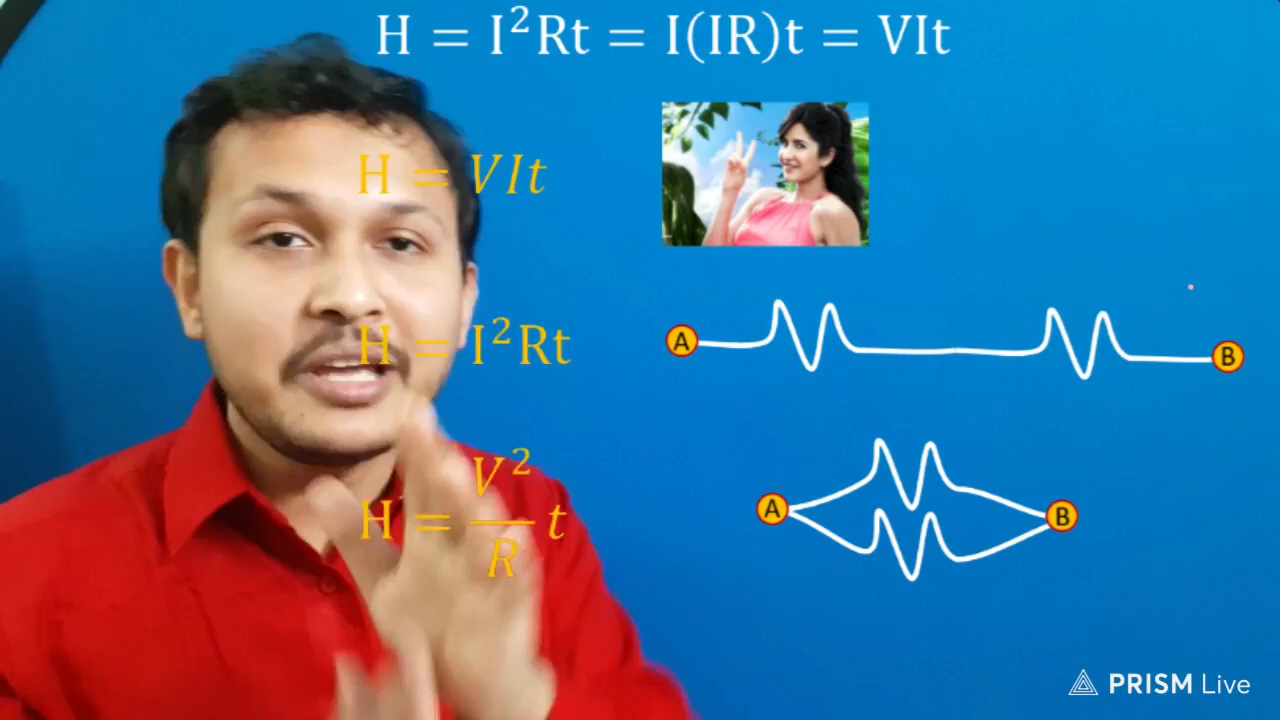 H = I²Rt = I(IR)t = VIt
H = VIt
H = I²Rt
A B
H = V²/R t
A B
PRISM Live